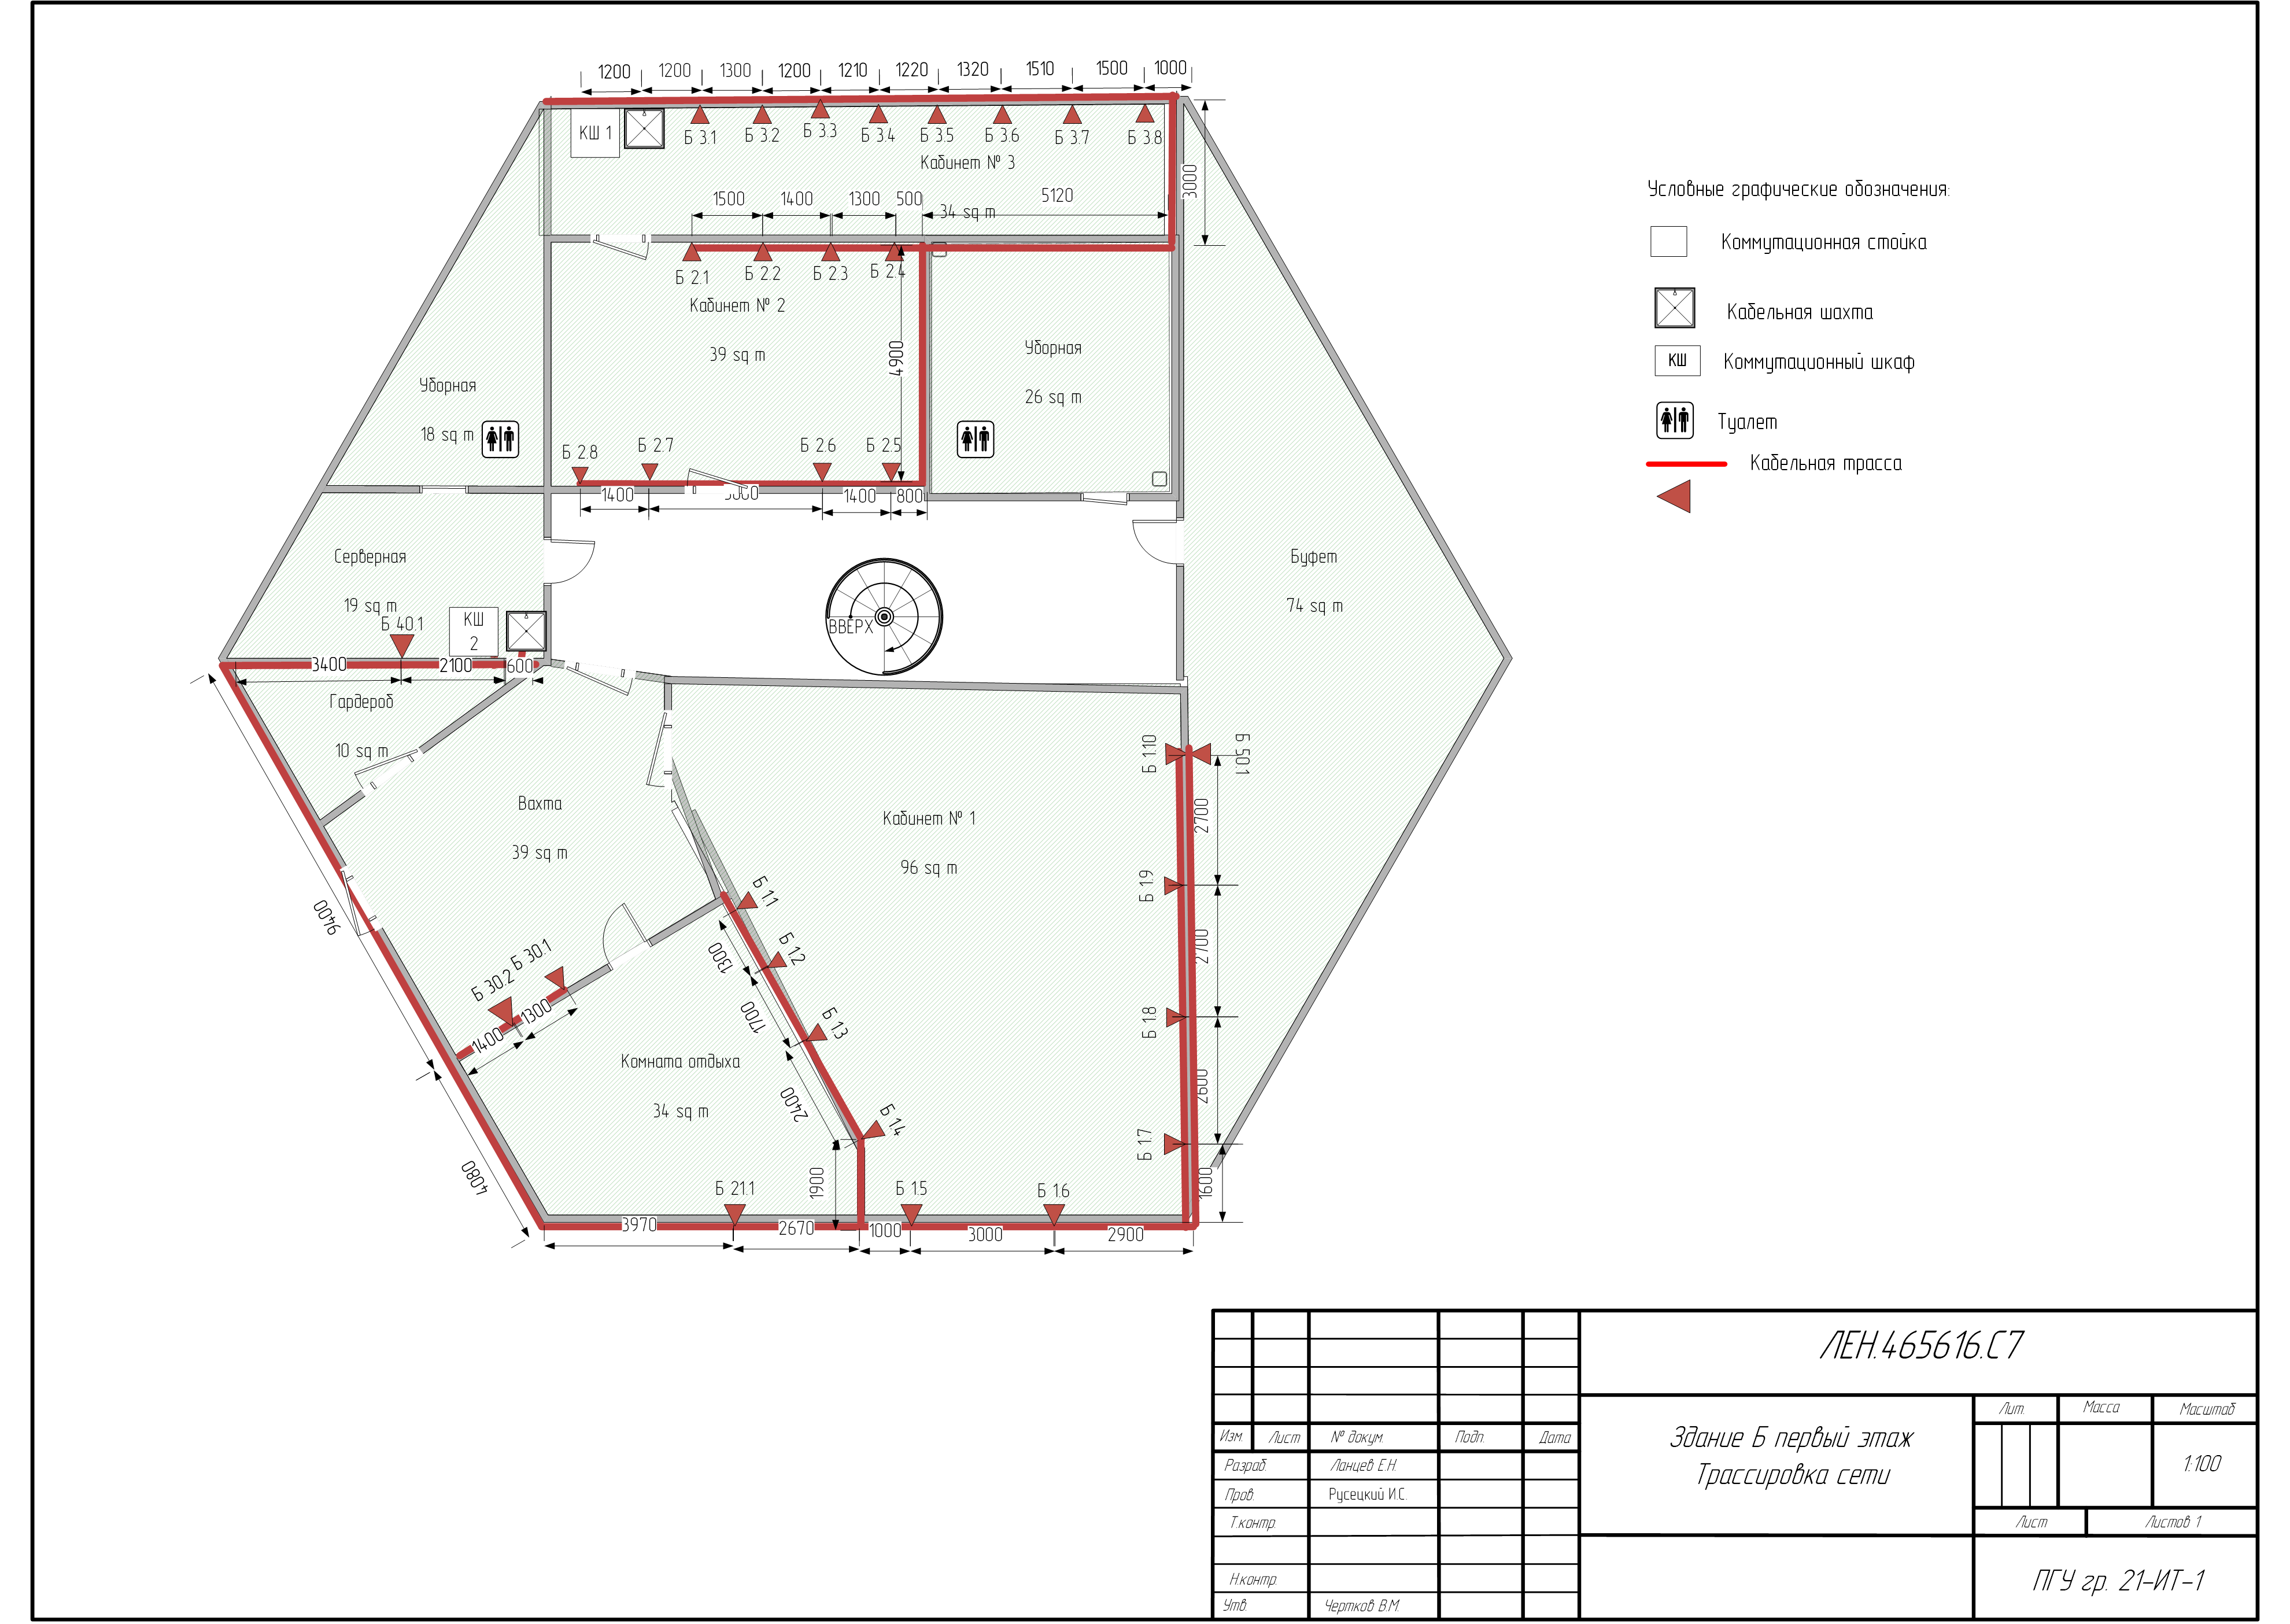 1200 1200 1300 1200 1210 1220 1320 1510 1500 1000
КШ 1
Б 3.1 Б 3.2 Б 3.3 Б 3.4 Б 3.5 Б 3.6 Б 3.7 Б 3.8
Кабинет № 3
34 sq m
3000
1500 1400 1300 500 5120
Б 2.1 Б 2.2 Б 2.3 Б 2.4
Кабинет № 2
39 sq m
4900
Уборная
26 sq m
Уборная
18 sq m
Б 2.8 Б 2.7 Б 2.6 Б 2.5
1400 3000 1400 800
Серверная
19 sq m
Б 40.1
КШ
2
ВВЕРХ
Буфет
74 sq m
3400 2100 600
Гардероб
10 sq m
Вахта
39 sq m
Кабинет № 1
96 sq m
Б 1.10
Б 50.1
2700
Б 1.9
2700
Б 1.8
2600
Б 1.7
1600
9400
Б 1.1
1300
Б 1.2
1700
Б 1.3
2400
Б 1.4
1900
Б 30.2 Б 30.1
1400 1300
Комната отдыха
34 sq m
4080
Б 21.1 Б 1.5 Б 1.6
3970 2670 1000 3000 2900
Условные графические обозначения:
Коммутационная стойка
Кабельная шахта
КШ Коммутационный шкаф
Туалет
Кабельная трасса
ЛЕН.465616.С7
Изм. Лист № докум. Подп. Дата
Разраб. Ланцев Е.Н.
Пров. Русецкий И.С.
Т.контр.
Н.контр.
Утв. Чертков В.М.
Здание Б первый этаж
Трассировка сети
Лит. Масса Масштаб
1:100
Лист Листов 1
ПГУ гр. 21-ИТ-1